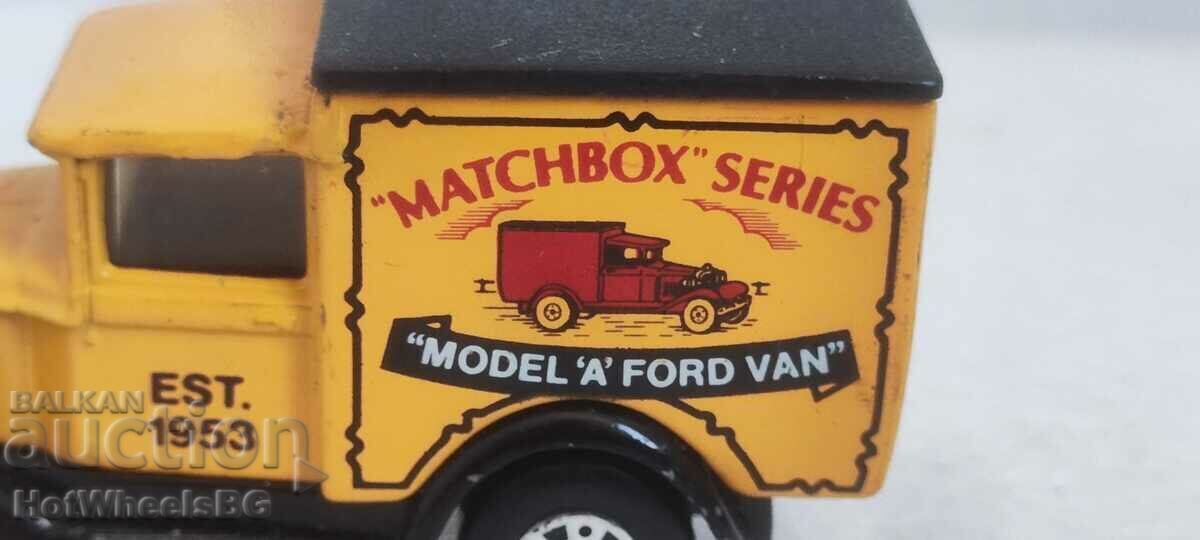 "MATCHBOX" SERIES
"MODEL 'A' FORD VAN"
EST.
1953
BALKAN
auction
HotWheelsBG